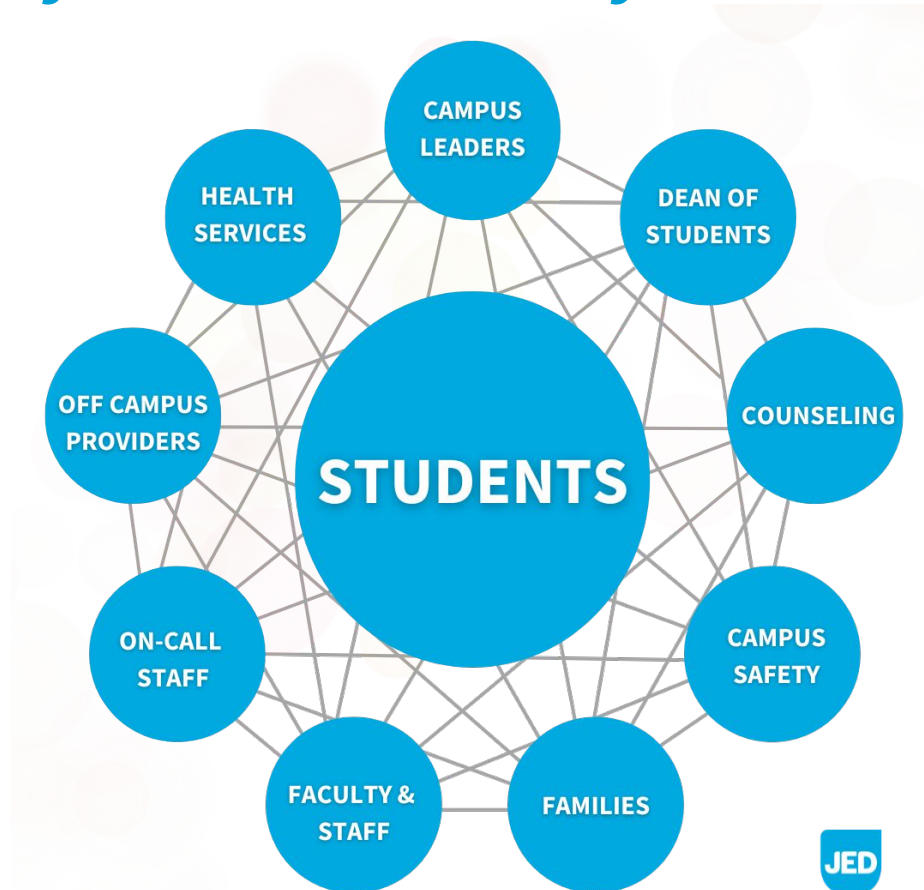 CAMPUS
LEADERS
HEALTH
SERVICES
DEAN OF
STUDENTS
OFF CAMPUS
PROVIDERS
COUNSELING
STUDENTS
ON-CALL
STAFF
CAMPUS
SAFETY
FACULTY &
STAFF
FAMILIES
JED